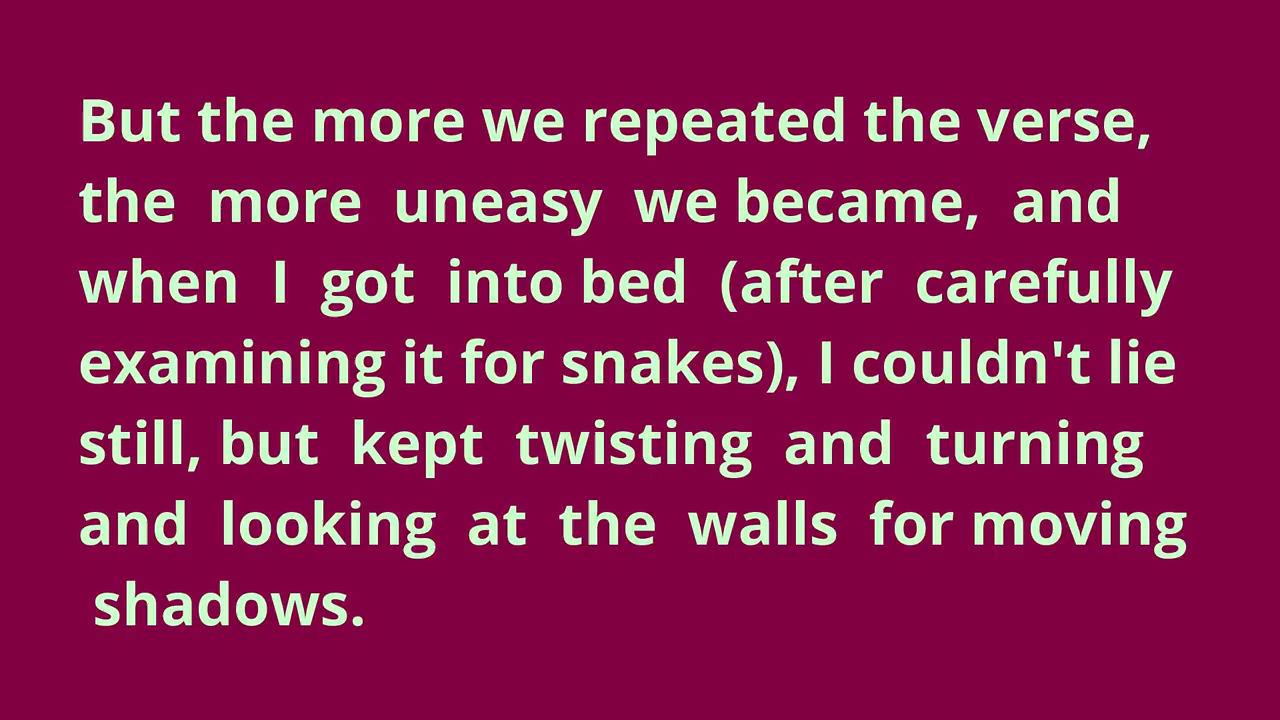 But the more we repeated the verse,
the  more  uneasy  we became,  and
when  I  got  into bed  (after  carefully
examining it for snakes), I couldn't lie
still, but  kept  twisting  and  turning
and  looking  at  the  walls  for moving
 shadows.